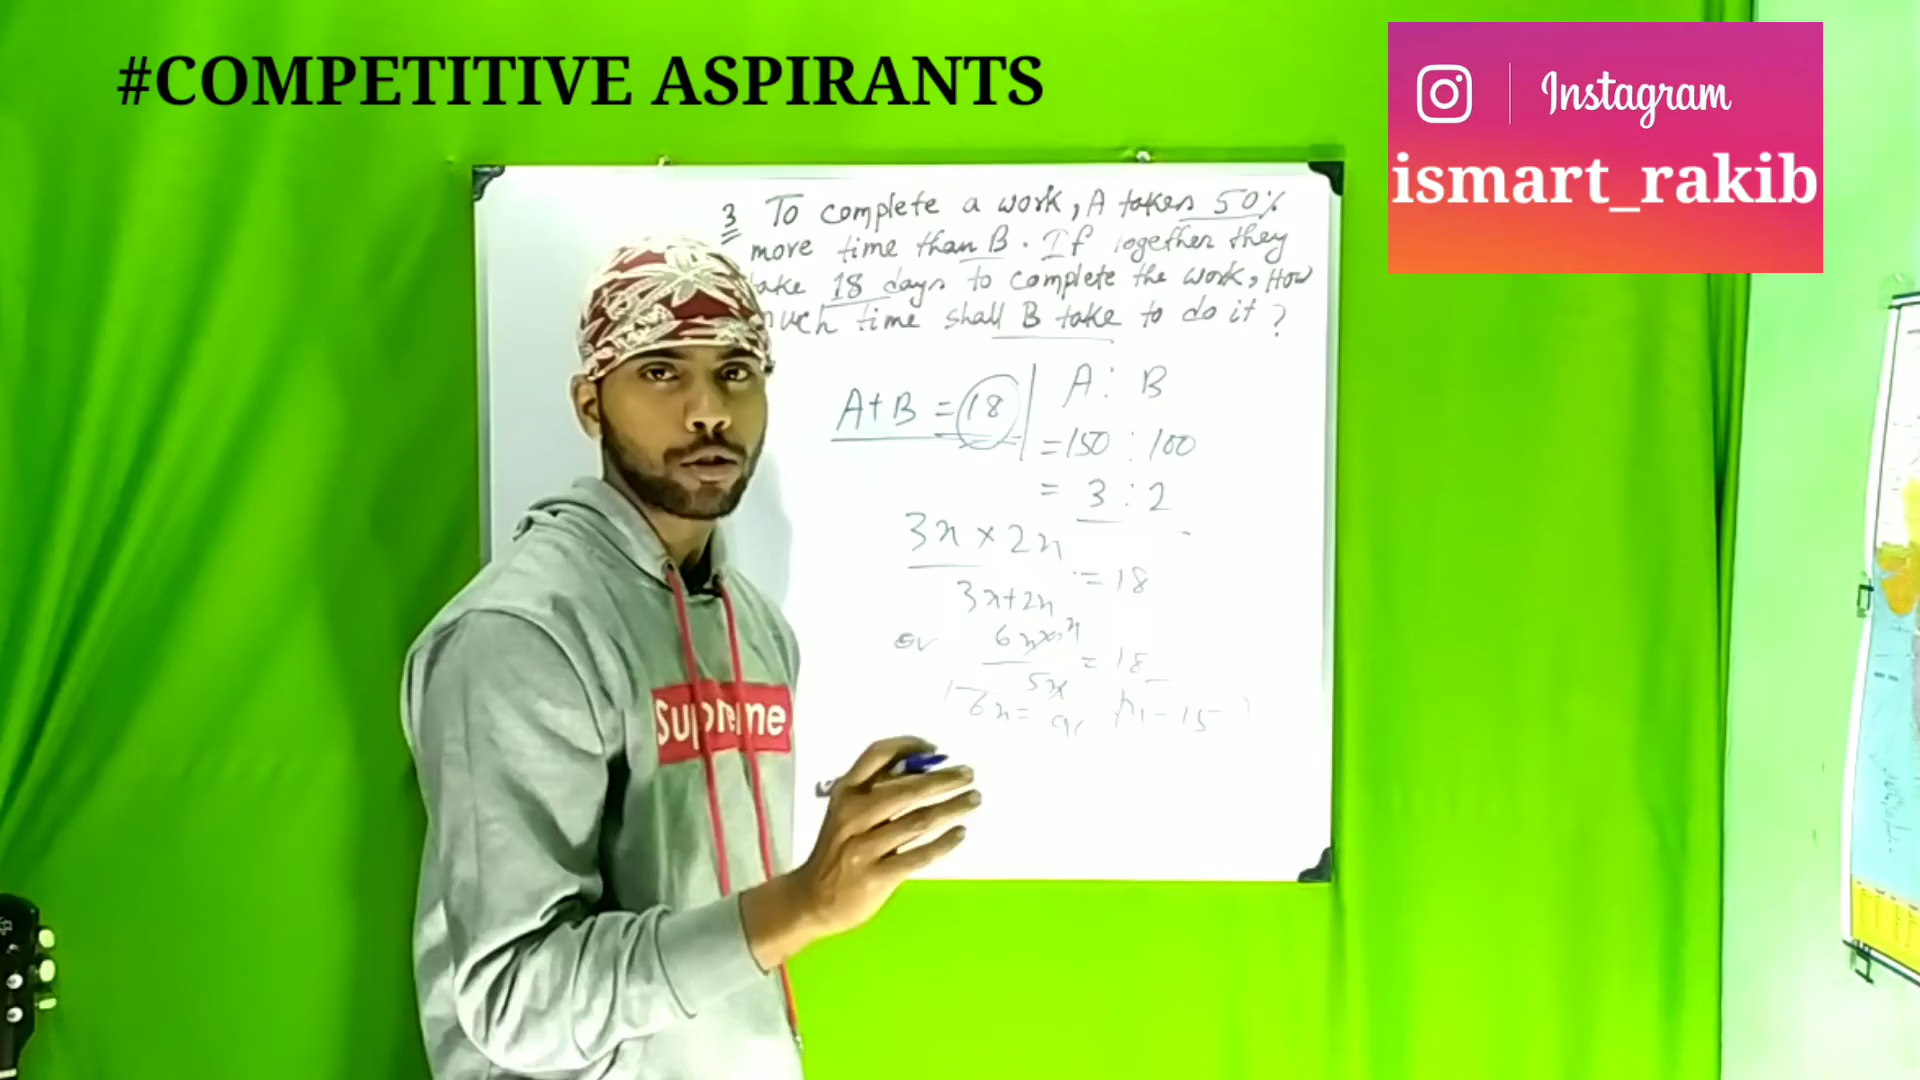 #COMPETITIVE ASPIRANTS
Instagram
ismart_rakib
3 To complete a work, A takes 50%
more time than B. If together they
take 18 days to complete the work, How
much time shall B take to do it ?
A+B = 18
A : B
= 150 : 100
= 3 : 2
3x × 2x
= 18
3x+2x
or
= 18
5x
6x =
Supreme